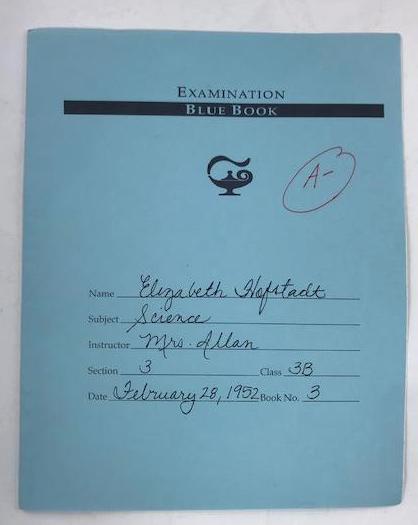 EXAMINATION
BLUE BOOK
A-
Name Elizabeth Hofstadt
Subject Science
Instructor Mrs. Allan
Section 3 Class 3B
Date February 28, 1952 Book No. 3